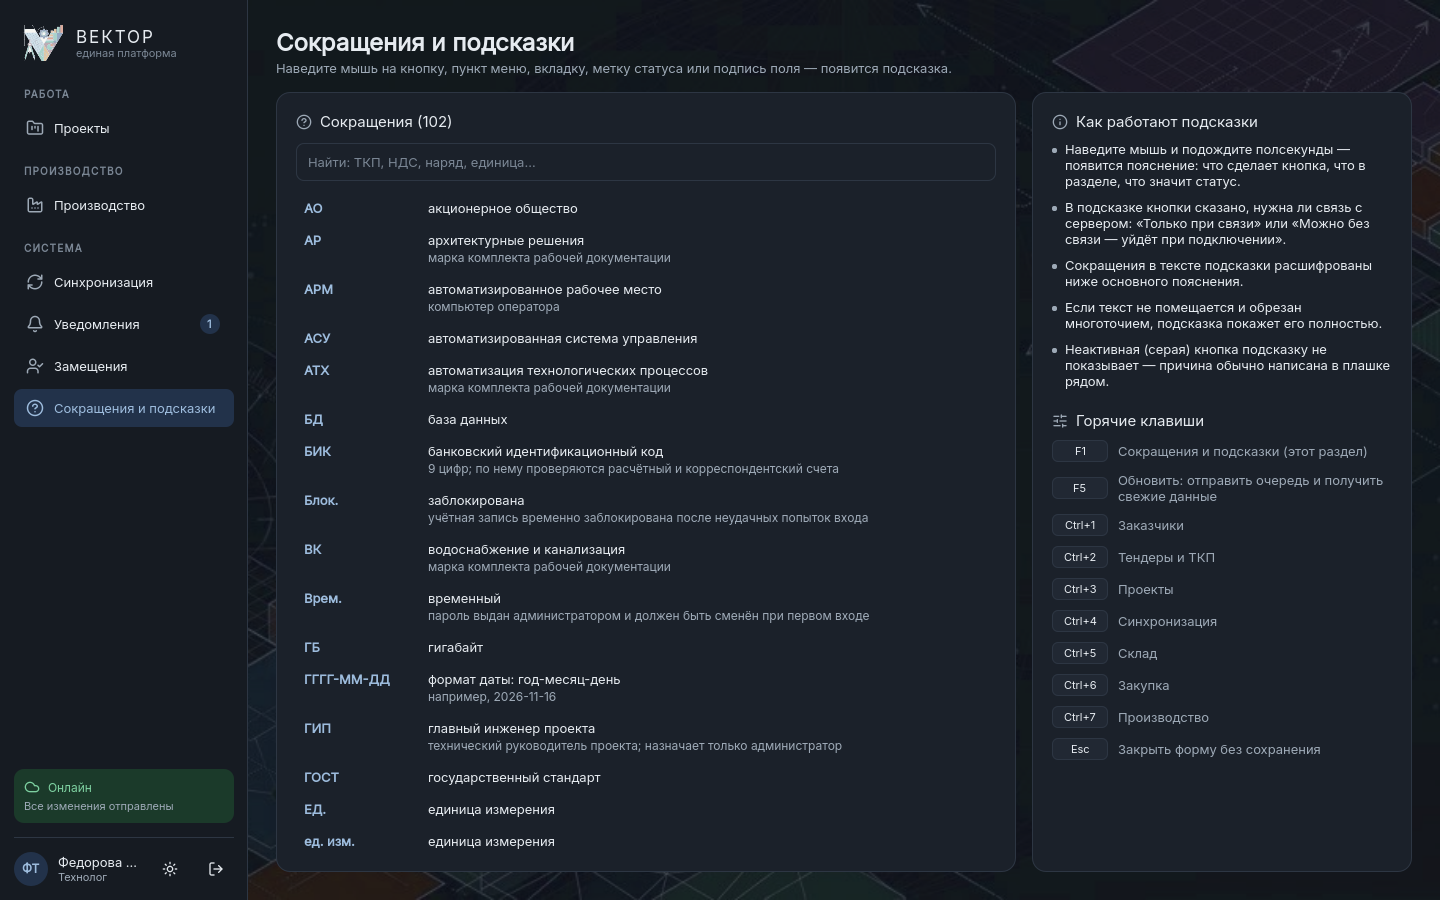 ВЕКТОР
единая платформа
РАБОТА
Проекты
ПРОИЗВОДСТВО
Производство
СИСТЕМА
Синхронизация
Уведомления 1
Замещения
Сокращения и подсказки
Онлайн
Все изменения отправлены
ФТ
Федорова ...
Технолог
Сокращения и подсказки
Наведите мышь на кнопку, пункт меню, вкладку, метку статуса или подпись поля — появится подсказка.
Сокращения (102)
Найти: ТКП, НДС, наряд, единица...
АО акционерное общество
АР архитектурные решения
марка комплекта рабочей документации
АРМ автоматизированное рабочее место
компьютер оператора
АСУ автоматизированная система управления
АТХ автоматизация технологических процессов
марка комплекта рабочей документации
БД база данных
БИК банковский идентификационный код
9 цифр; по нему проверяются расчётный и корреспондентский счета
Блок. заблокирована
учётная запись временно заблокирована после неудачных попыток входа
ВК водоснабжение и канализация
марка комплекта рабочей документации
Врем. временный
пароль выдан администратором и должен быть сменён при первом входе
ГБ гигабайт
ГГГГ-ММ-ДД формат даты: год-месяц-день
например, 2026-11-16
ГИП главный инженер проекта
технический руководитель проекта; назначает только администратор
ГОСТ государственный стандарт
ЕД. единица измерения
ед. изм. единица измерения
Как работают подсказки
Наведите мышь и подождите полсекунды —
появится пояснение: что сделает кнопка, что в
разделе, что значит статус.
В подсказке кнопки сказано, нужна ли связь с
сервером: «Только при связи» или «Можно без
связи — уйдёт при подключении».
Сокращения в тексте подсказки расшифрованы
ниже основного пояснения.
Если текст не помещается и обрезан
многоточием, подсказка покажет его полностью.
Неактивная (серая) кнопка подсказку не
показывает — причина обычно написана в плашке
рядом.
Горячие клавиши
F1 Сокращения и подсказки (этот раздел)
F5 Обновить: отправить очередь и получить
свежие данные
Ctrl+1 Заказчики
Ctrl+2 Тендеры и ТКП
Ctrl+3 Проекты
Ctrl+4 Синхронизация
Ctrl+5 Склад
Ctrl+6 Закупка
Ctrl+7 Производство
Esc Закрыть форму без сохранения